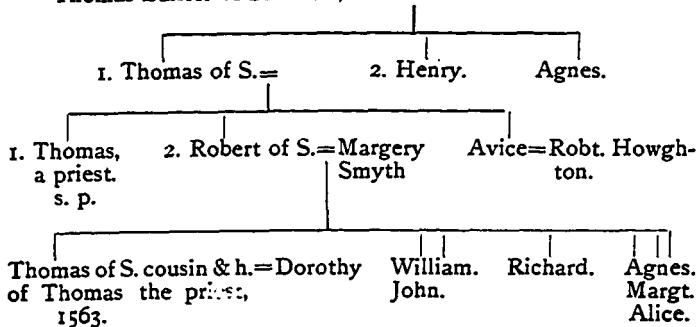 1. Thomas of S.=
2. Henry.
Agnes.
1. Thomas,
a priest.
s. p.
2. Robert of S.=Margery
Smyth
Avice=Robt. Howgh-
ton.
Thomas of S. cousin & h.=Dorothy
of Thomas the
1563.
William.
John.
Richard.
Agnes.
Margt.
Alice.